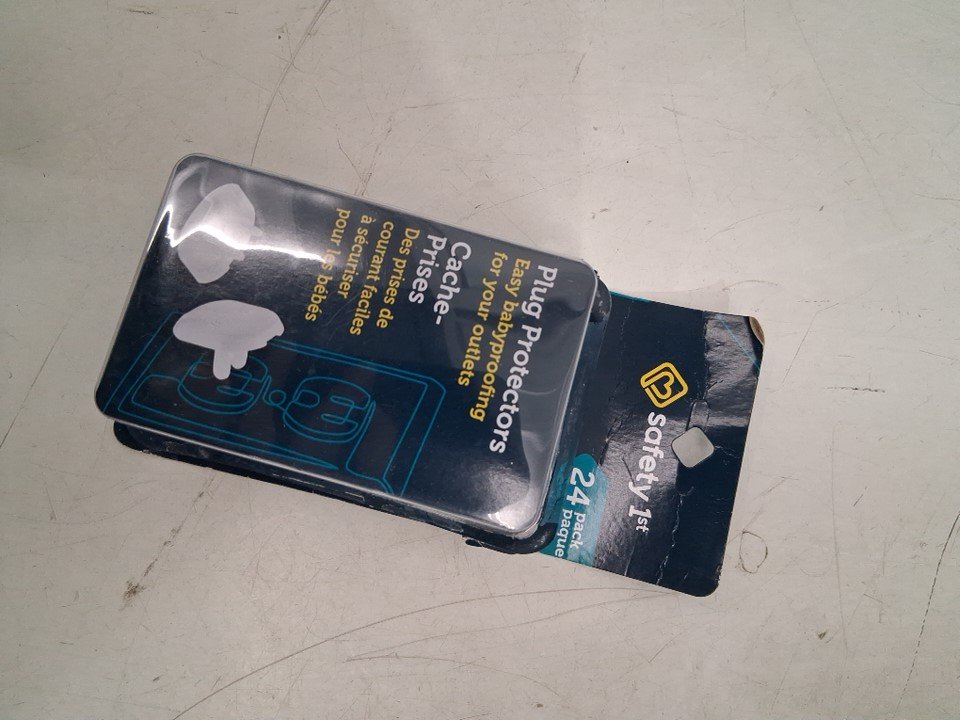 Safety 1st
24 pack
paquet
Plug Protectors
Easy babyproofing
for your outlets
Cache-
Prises
Des prises de
courant faciles
à sécuriser
pour les bébés